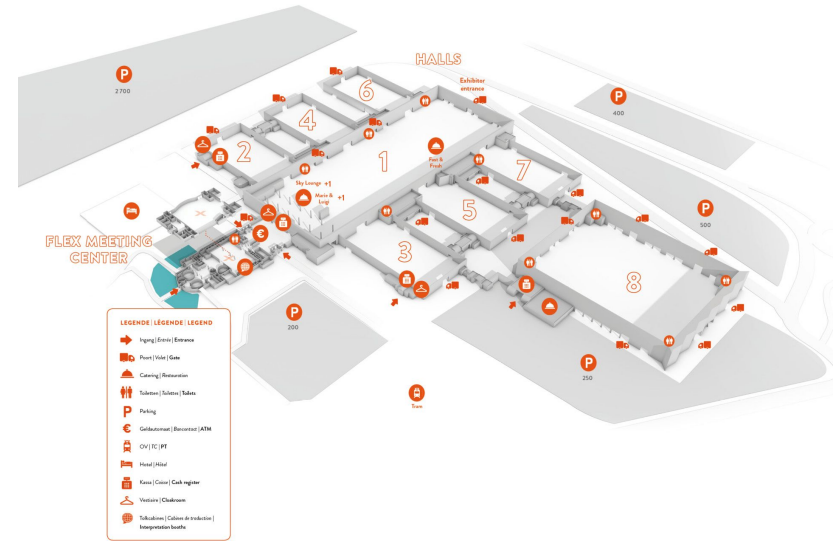 HALLS
P
2700
6
Exhibitor
entrance
P
400
4
2
1
Fast &
Fresh
7
Sky Lounge +1
Mario &
Luigi +1
5
P
500
FLEX MEETING
CENTER
€
3
8
P
200
P
250
Tram
LEGENDE | LÉGENDE | LEGEND
Ingang | Entrée | Entrance
Poort | Volet | Gate
Catering | Restauration
Toiletten | Toilettes | Toilets
P Parking
€ Geldautomaat | Bancontact | ATM
OV | TC | PT
Hotel | Hôtel
Kassa | Caisse | Cash register
Vestiaire | Cloakroom
Tolkcabines | Cabines de traduction |
Interpretation booths